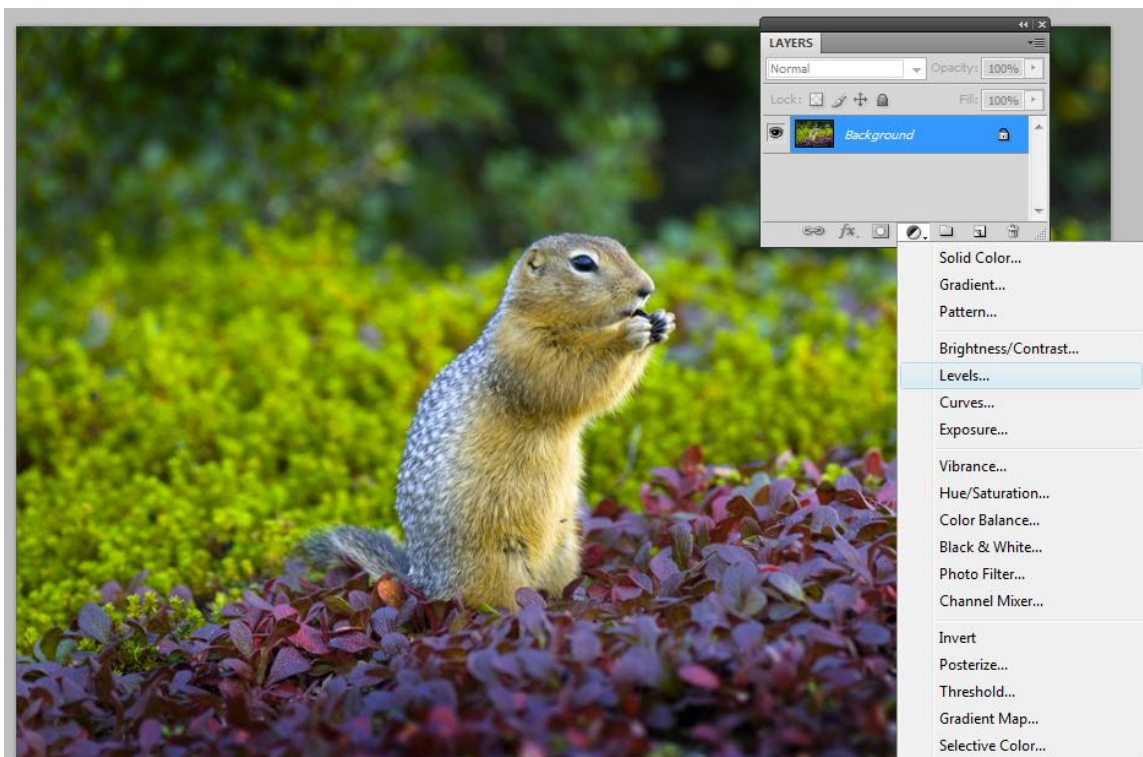 LAYERS
Normal Opacity: 100%
Lock: Fill: 100%
Background
fx.
Solid Color...
Gradient...
Pattern...
Brightness/Contrast...
Levels...
Curves...
Exposure...
Vibrance...
Hue/Saturation...
Color Balance...
Black & White...
Photo Filter...
Channel Mixer...
Invert
Posterize...
Threshold...
Gradient Map...
Selective Color...